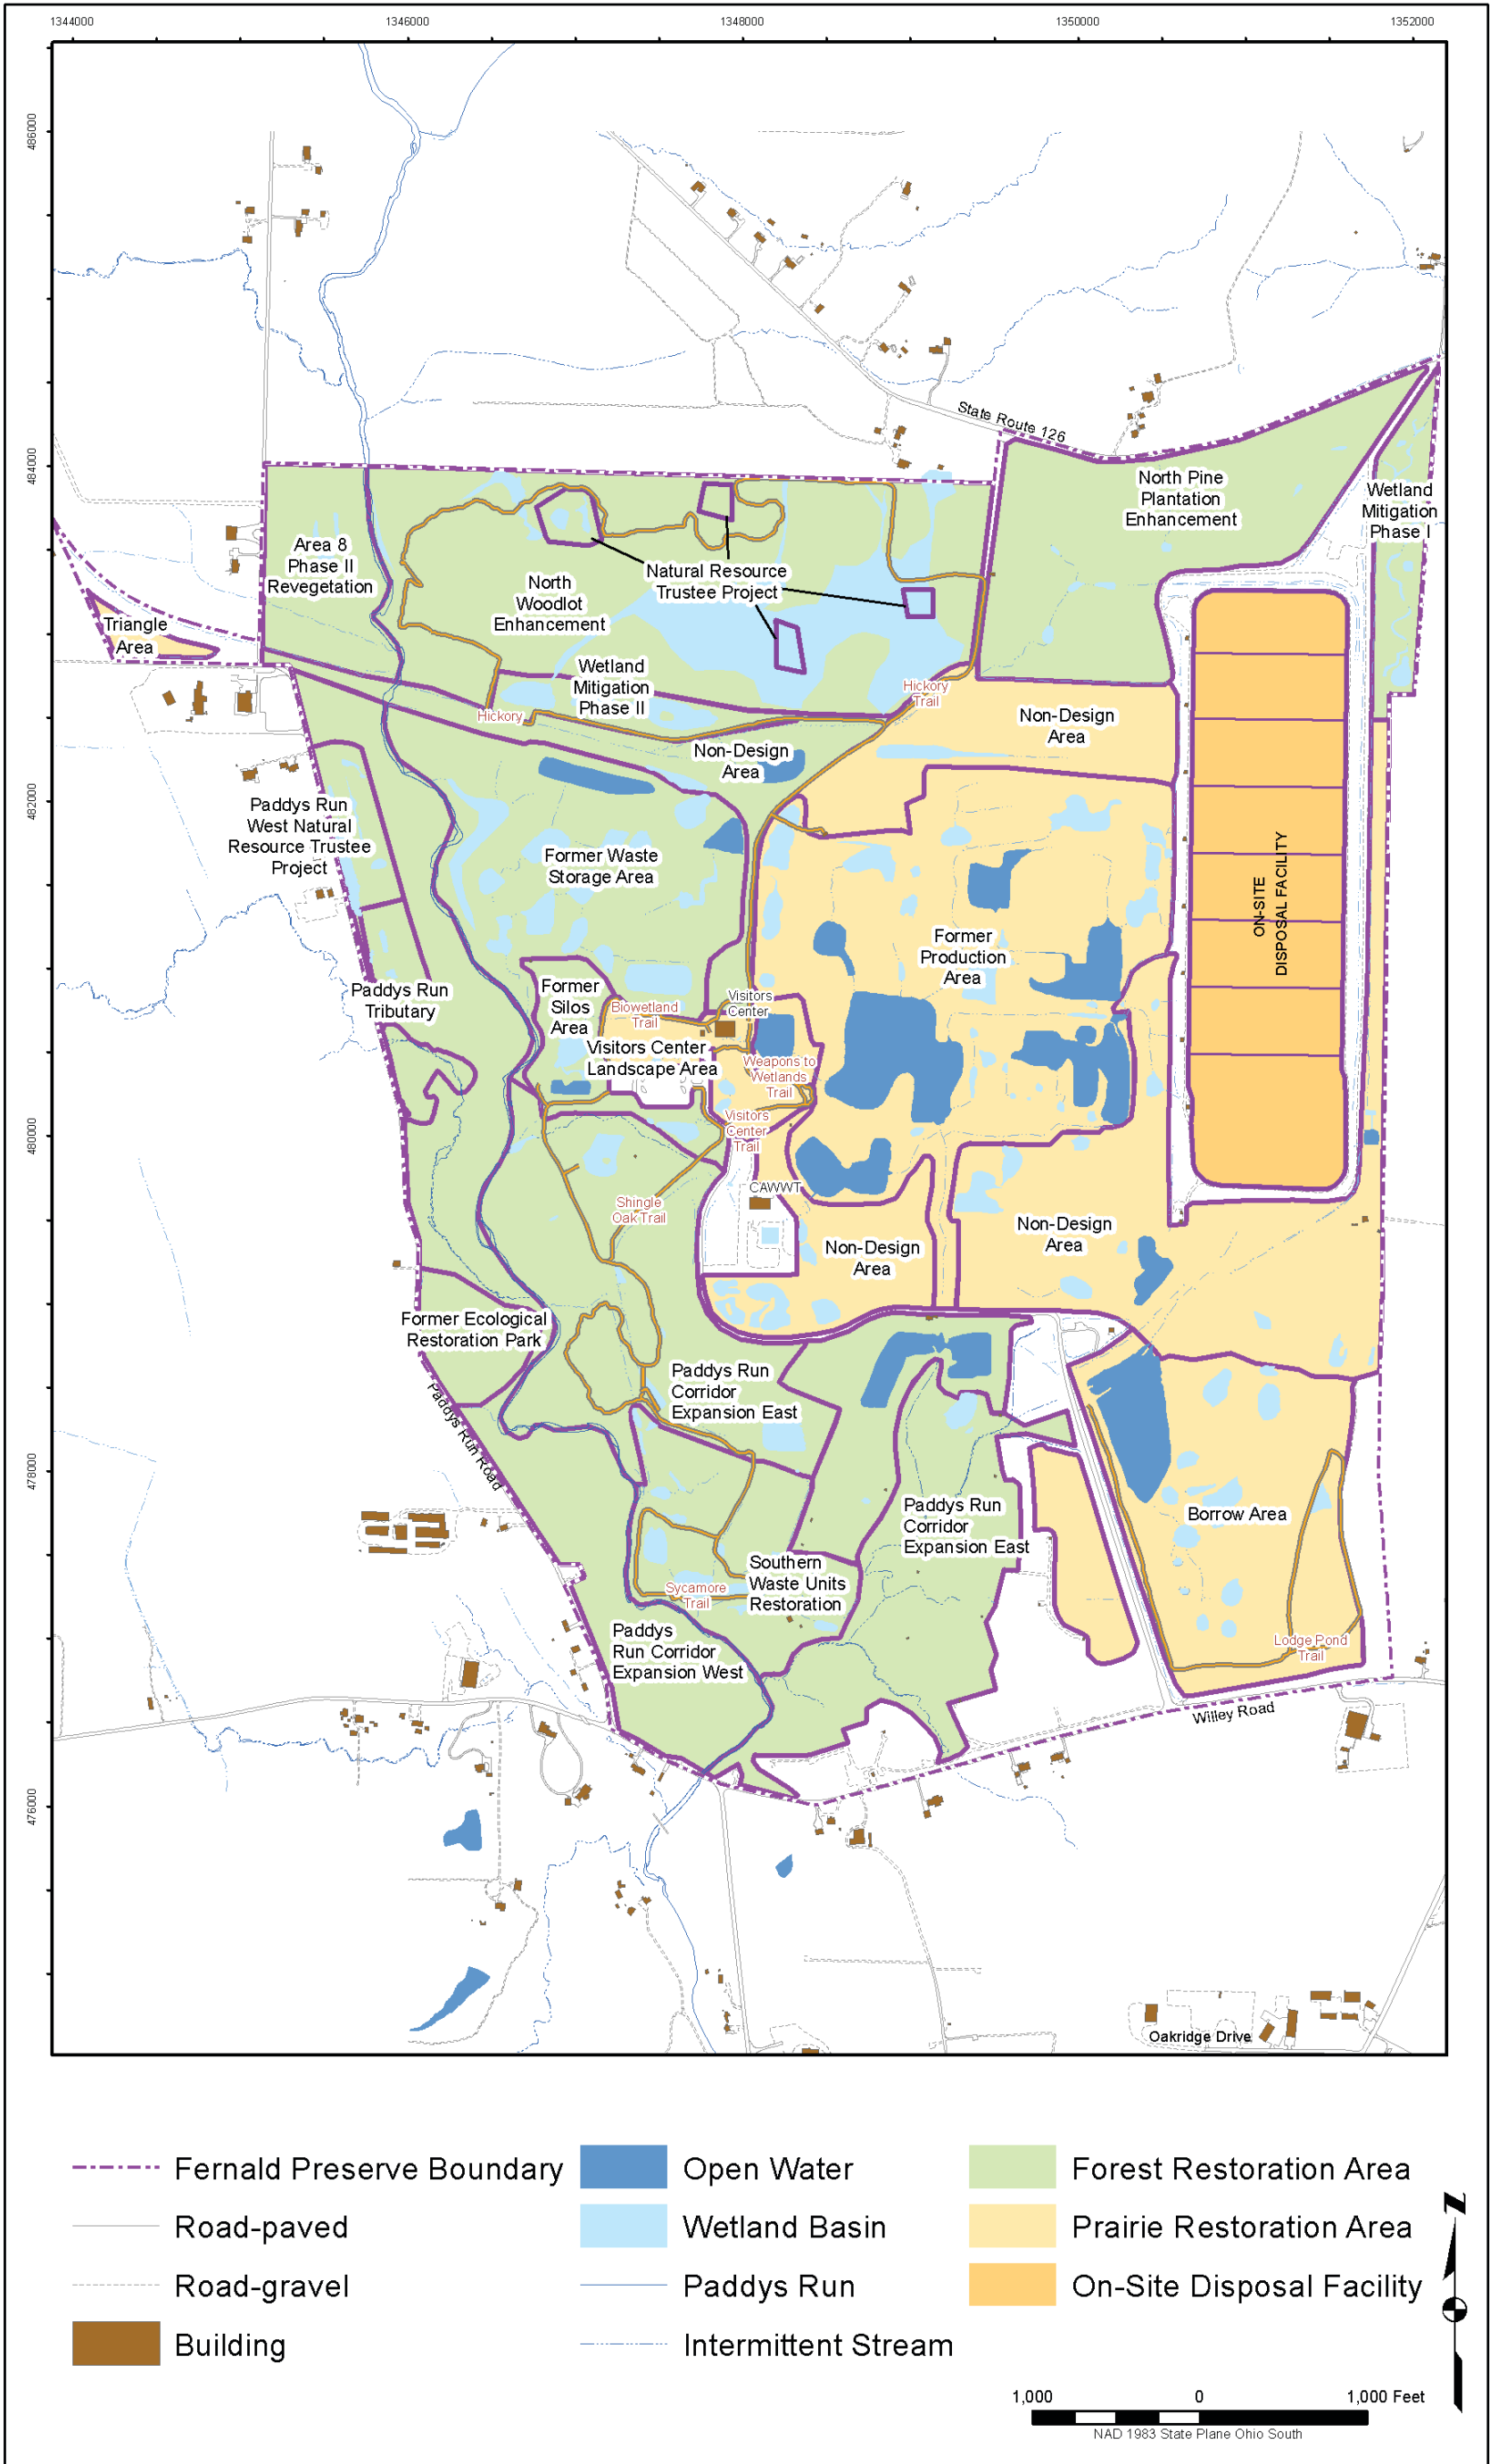 1344000
1346000
1348000
1350000
1352000
486000
484000
482000
480000
478000
476000
State Route 126
North Pine
Plantation
Enhancement
Wetland
Mitigation
Phase I
Area 8
Phase II
Revegetation
Natural Resource
Trustee Project
North
Woodlot
Enhancement
Triangle
Area
Wetland
Mitigation
Phase II
Hickory
Trail
Hickory
Non-Design
Area
Non-Design
Area
Paddys Run
West Natural
Resource Trustee
Project
Former Waste
Storage Area
ON-SITE
DISPOSAL FACILITY
Former
Production
Area
Paddys Run
Tributary
Former
Silos
Area
Biowetland
Trail
Visitors
Center
Visitors Center
Landscape Area
Weapons to
Wetlands
Trail
Visitors
Center
Trail
CAWWT
Shingle
Oak Trail
Non-Design
Area
Non-Design
Area
Former Ecological
Restoration Park
Paddys Run
Corridor
Expansion East
Paddys Run Road
Paddys Run
Corridor
Expansion East
Borrow Area
Southern
Waste Units
Restoration
Sycamore
Trail
Paddys
Run Corridor
Expansion West
Lodge Pond
Trail
Willey Road
Oakridge Drive
Fernald Preserve Boundary
Road-paved
Road-gravel
Building
Open Water
Wetland Basin
Paddys Run
Intermittent Stream
Forest Restoration Area
Prairie Restoration Area
On-Site Disposal Facility
N
1,000 0 1,000 Feet
NAD 1983 State Plane Ohio South